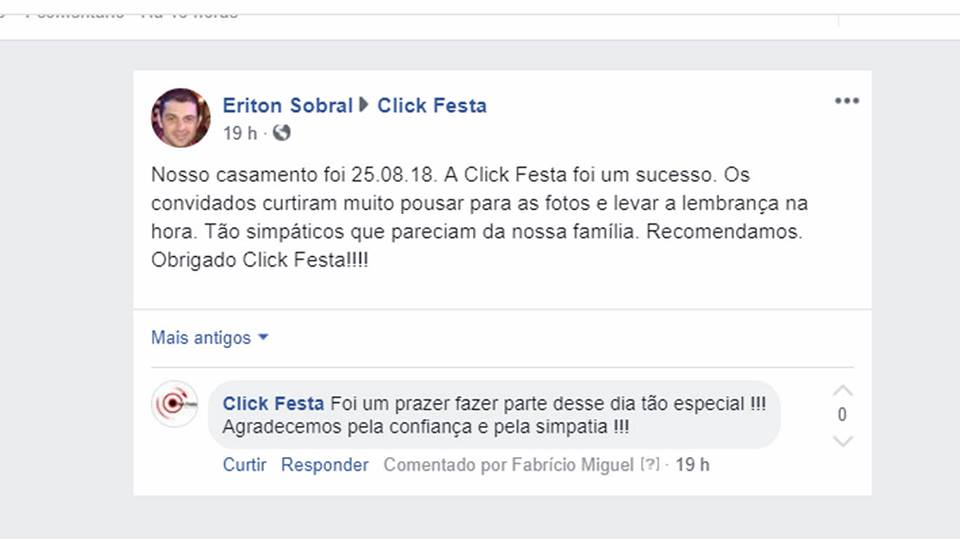 Eriton Sobral Click Festa
19 h ·
Nosso casamento foi 25.08.18. A Click Festa foi um sucesso. Os
convidados curtiram muito pousar para as fotos e levar a lembrança na
hora. Tão simpáticos que pareciam da nossa família. Recomendamos.
Obrigado Click Festa!!!!
Mais antigos
Click Festa Foi um prazer fazer parte desse dia tão especial !!!
Agradecemos pela confiança e pela simpatia !!!
0
Curtir Responder Comentado por Fabrício Miguel [?] · 19 h